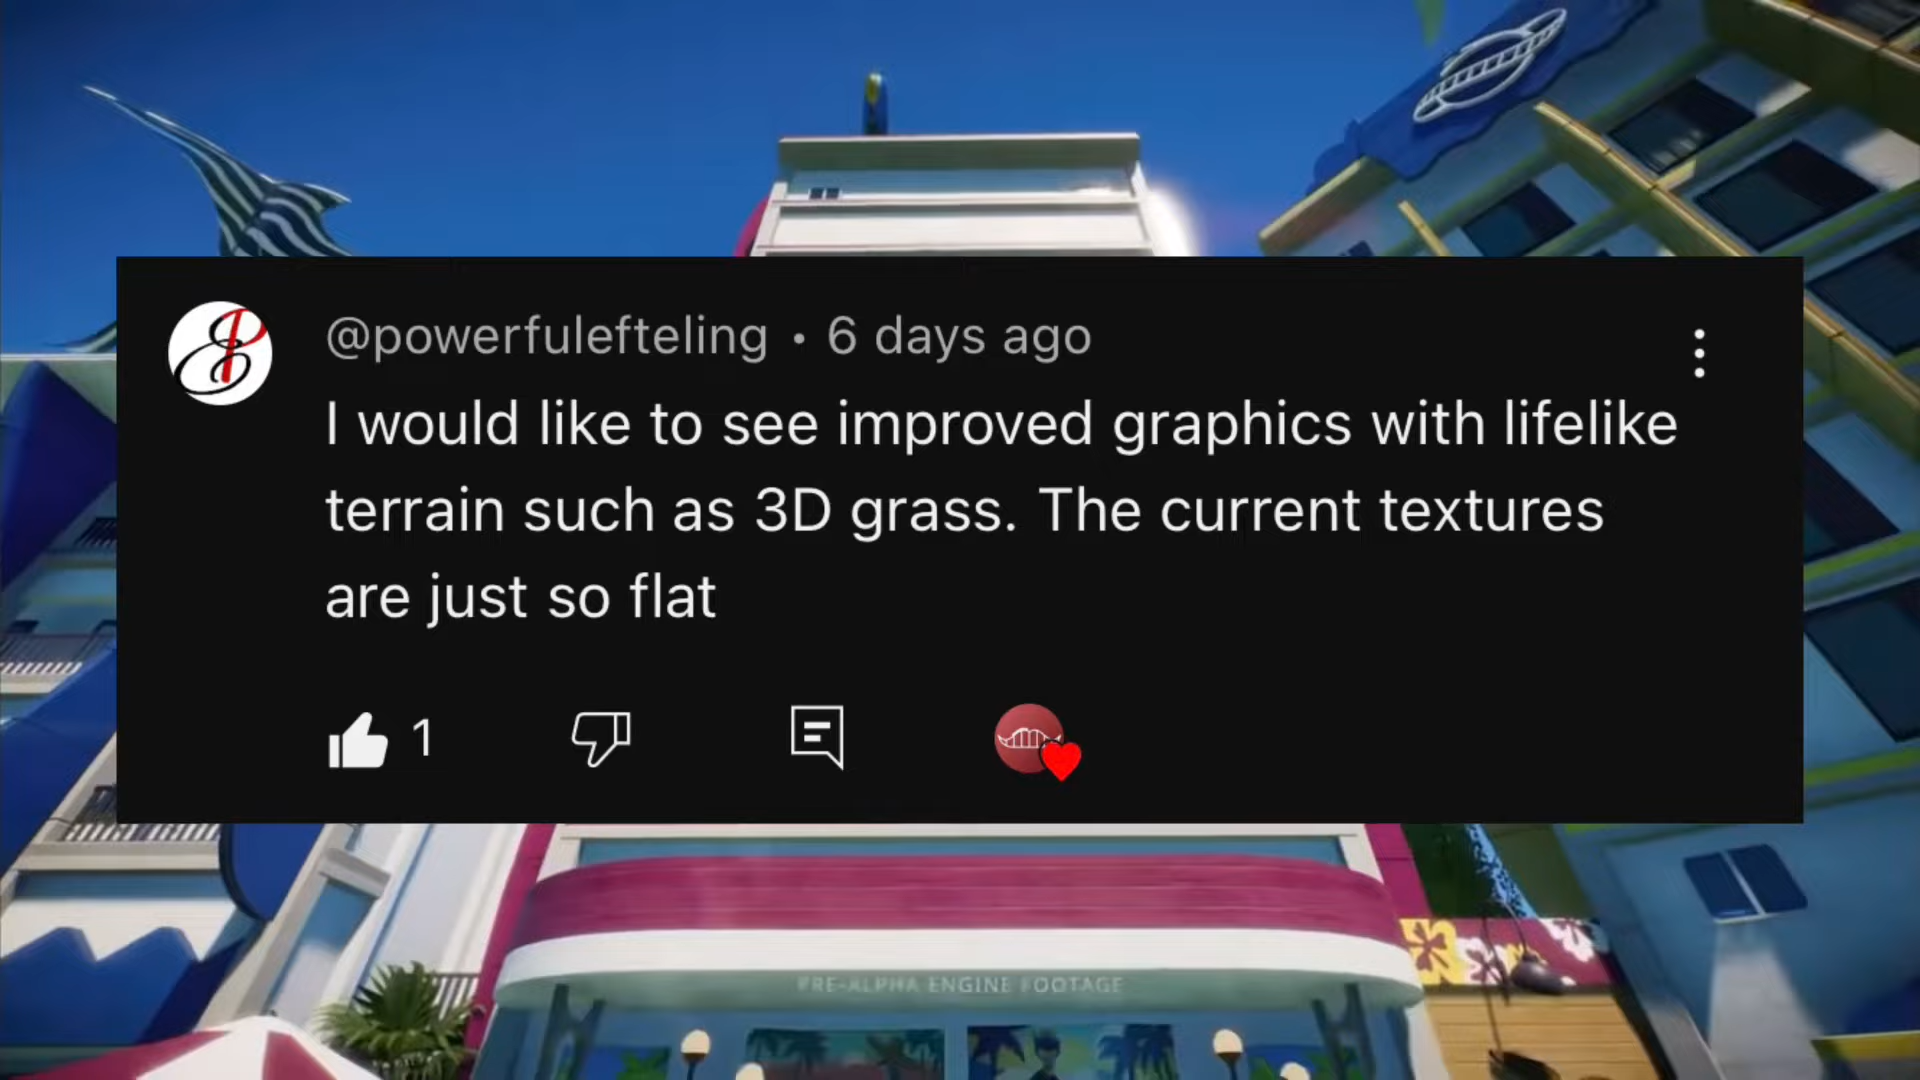 @powerfulefteling • 6 days ago
I would like to see improved graphics with lifelike
terrain such as 3D grass. The current textures
are just so flat
1
PRE-ALPHA ENGINE FOOTAGE